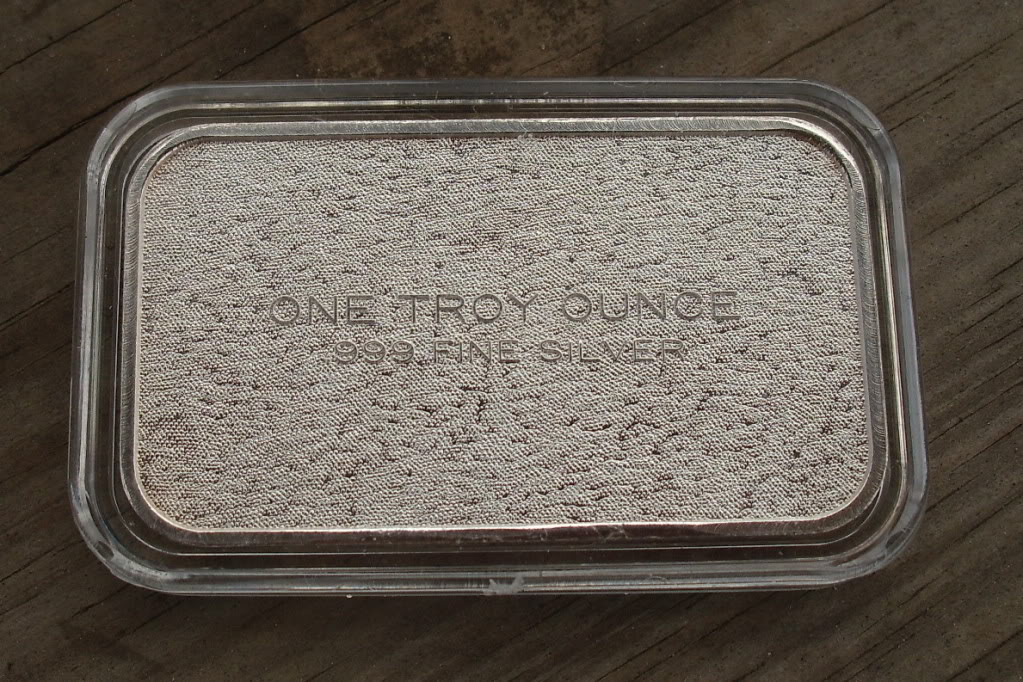 ONE TROY OUNCE
999 FINE SILVER